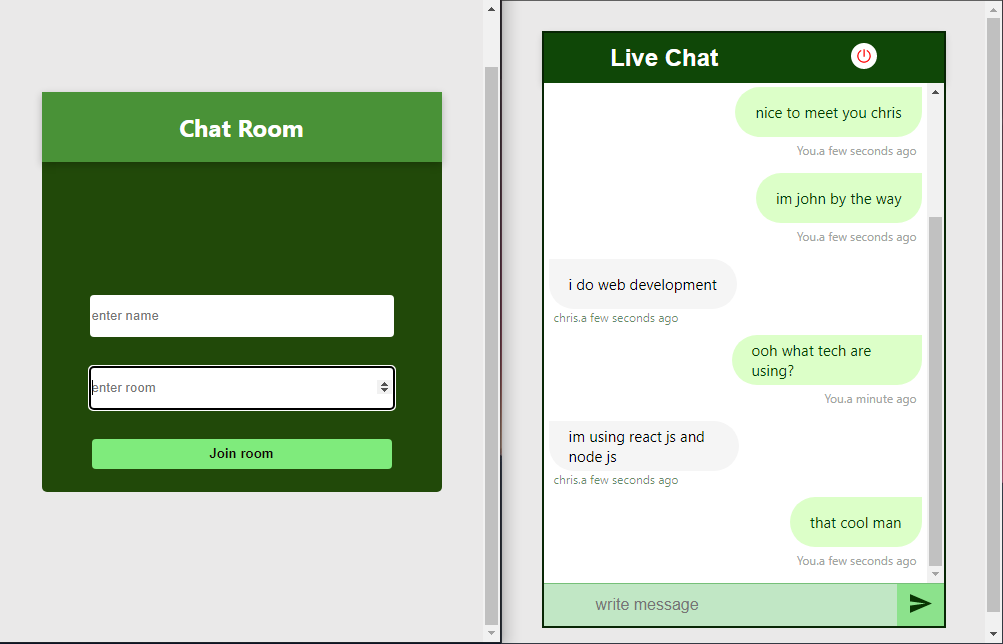 Chat Room
enter name
enter room
Join room
Live Chat
nice to meet you chris
You.a few seconds ago
im john by the way
You.a few seconds ago
i do web development
chris.a few seconds ago
ooh what tech are
using?
You.a minute ago
im using react js and
node js
chris.a few seconds ago
that cool man
You.a few seconds ago
write message